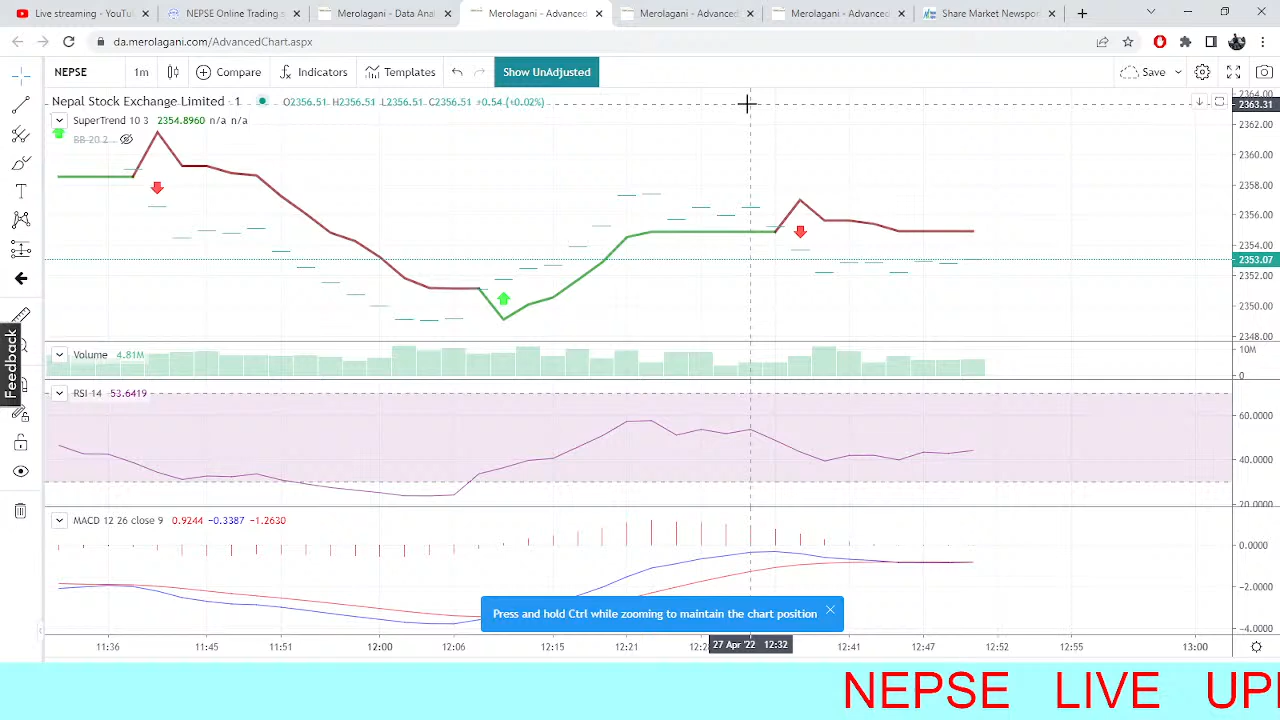 Live streaming - YouTub
NEPSE Online Trading s
Merolagani - Data Anal
Merolagani - Advanced
Merolagani - Advanced
Merolagani - Advanced
Share Market Newspor
da.merolagani.com/AdvancedChart.aspx
NEPSE 1m Compare Indicators Templates Show UnAdjusted Save
Nepal Stock Exchange Limited · 1 O2356.51 H2356.51 L2356.51 C2356.51 +0.54 (+0.02%)
SuperTrend 10 3 2354.8960 n/a n/a
BB 20 2
2364.00
2363.31
2362.00
2360.00
2358.00
2356.00
2354.00
2353.07
2352.00
2350.00
2348.00
Feedback
Volume 4.81M
10M
0
RSI 14 53.6419
60.0000
40.0000
20.0000
MACD 12 26 close 9 0.9244 −0.3387 −1.2630
0.0000
−2.0000
−4.0000
Press and hold Ctrl while zooming to maintain the chart position
11:36 11:45 11:51 12:00 12:06 12:15 12:21 27 Apr '22 12:32 12:41 12:47 12:55 13:00
NEPSE LIVE UP